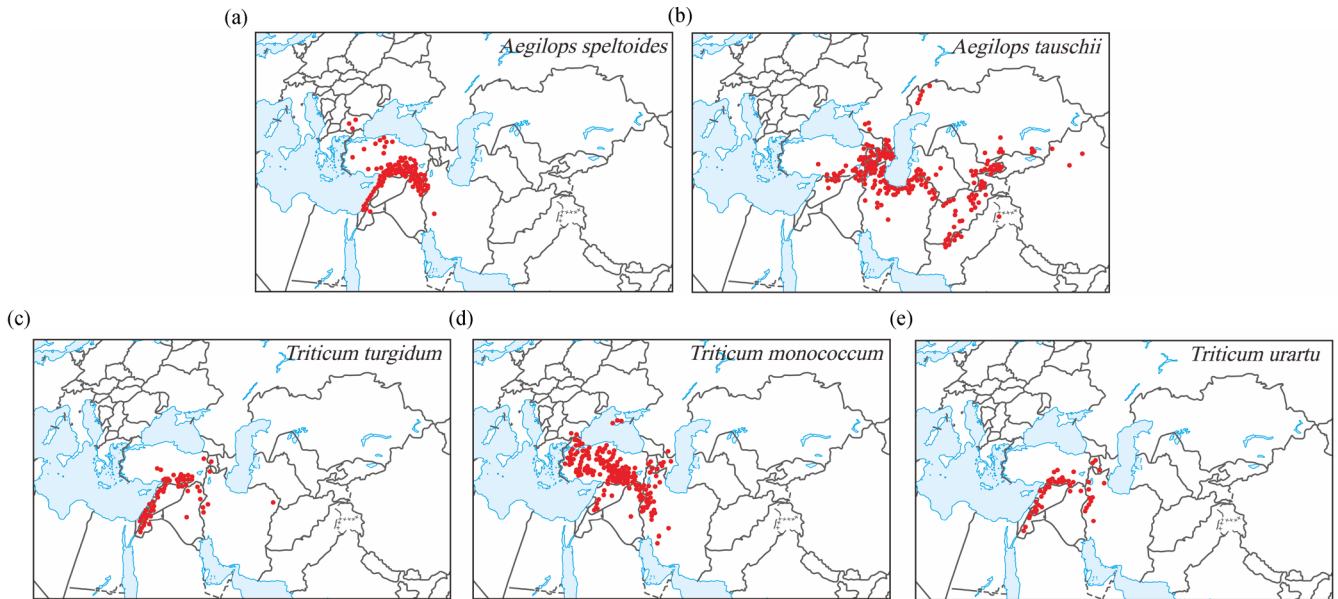 (a)
Aegilops speltoides
(b)
Aegilops tauschii
(c)
Triticum turgidum
(d)
Triticum monococcum
(e)
Triticum urartu